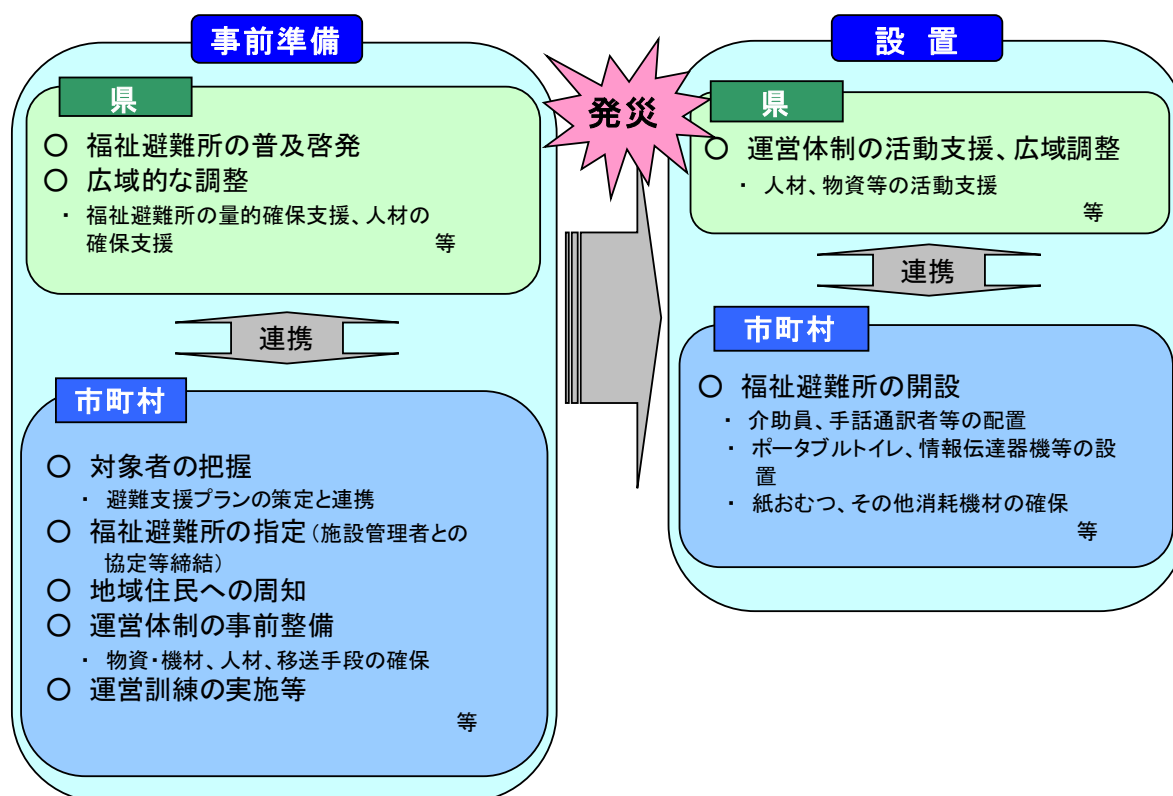 事前準備
県
○ 福祉避難所の普及啓発
○ 広域的な調整
・ 福祉避難所の量的確保支援、人材の
確保支援 等
連携
市町村
○ 対象者の把握
・ 避難支援プランの策定と連携
○ 福祉避難所の指定(施設管理者との
協定等締結)
○ 地域住民への周知
○ 運営体制の事前整備
・ 物資・機材、人材、移送手段の確保
○ 運営訓練の実施等
等
発災
設 置
県
○ 運営体制の活動支援、広域調整
・ 人材、物資等の活動支援
等
連携
市町村
○ 福祉避難所の開設
・ 介助員、手話通訳者等の配置
・ ポータブルトイレ、情報伝達器機等の設
置
・ 紙おむつ、その他消耗機材の確保
等